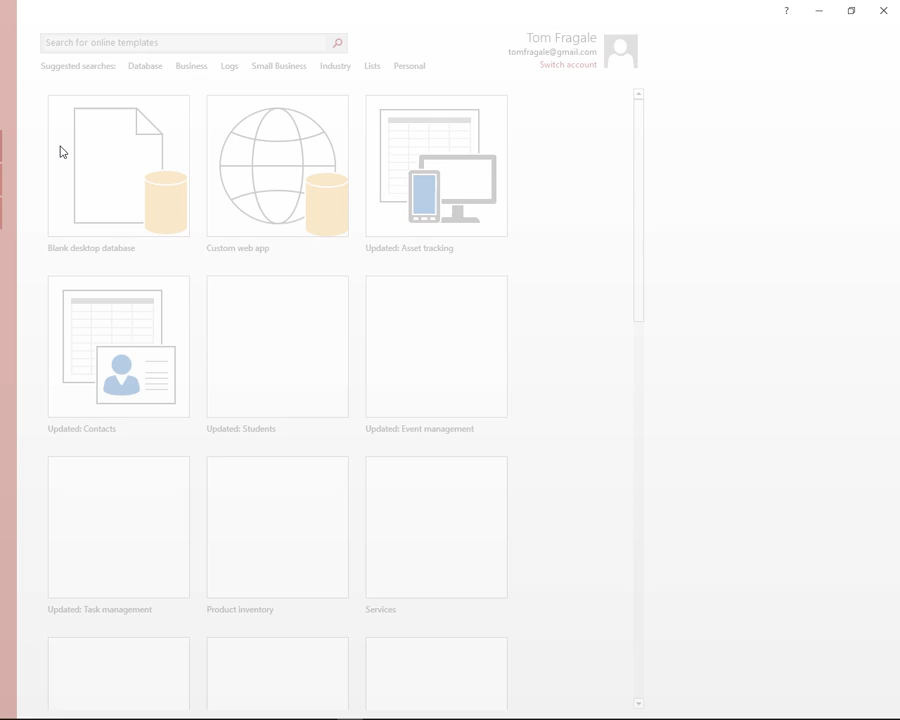 ?
Search for online templates
Tom Fragale
tomfragale@gmail.com
Switch account
Suggested searches: Database Business Logs Small Business Industry Lists Personal
Blank desktop database Custom web app Updated: Asset tracking
Updated: Contacts Updated: Students Updated: Event management
Updated: Task management Product inventory Services